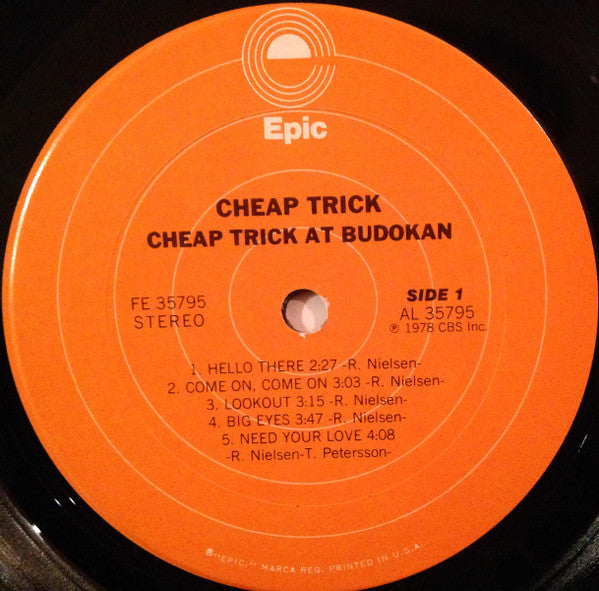 Epic
CHEAP TRICK
CHEAP TRICK AT BUDOKAN
FE 35795
STEREO
SIDE 1
AL 35795
℗ 1978 CBS Inc.
1. HELLO THERE 2:27 -R. Nielsen-
2. COME ON, COME ON 3:03 -R. Nielsen-
3. LOOKOUT 3:15 -R. Nielsen-
4. BIG EYES 3:47 -R. Nielsen-
5. NEED YOUR LOVE 4:08
-R. Nielsen-T. Petersson-
®"EPIC," MARCA REG. PRINTED IN U.S.A.